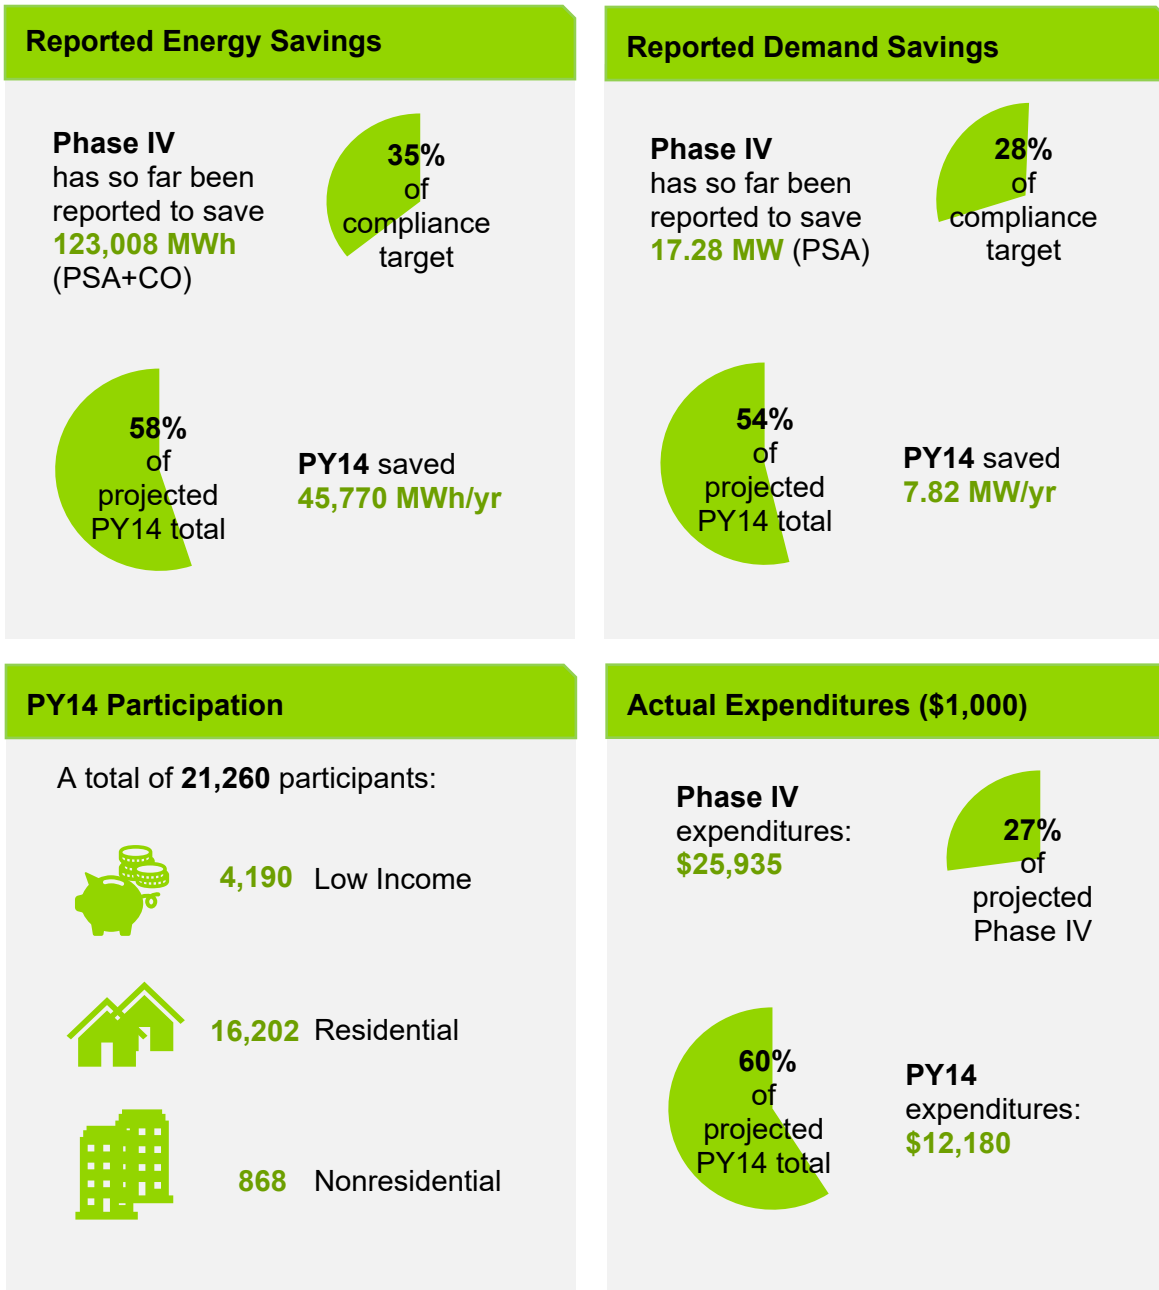 Reported Energy Savings
Phase IV
has so far been
reported to save
123,008 MWh
(PSA+CO)
35%
of
compliance
target
58%
of
projected
PY14 total
PY14 saved
45,770 MWh/yr
Reported Demand Savings
Phase IV
has so far been
reported to save
17.28 MW (PSA)
28%
of
compliance
target
54%
of
projected
PY14 total
PY14 saved
7.82 MW/yr
PY14 Participation
A total of 21,260 participants:
4,190 Low Income
16,202 Residential
868 Nonresidential
Actual Expenditures ($1,000)
Phase IV
expenditures:
$25,935
27%
of
projected
Phase IV
60%
of
projected
PY14 total
PY14
expenditures:
$12,180